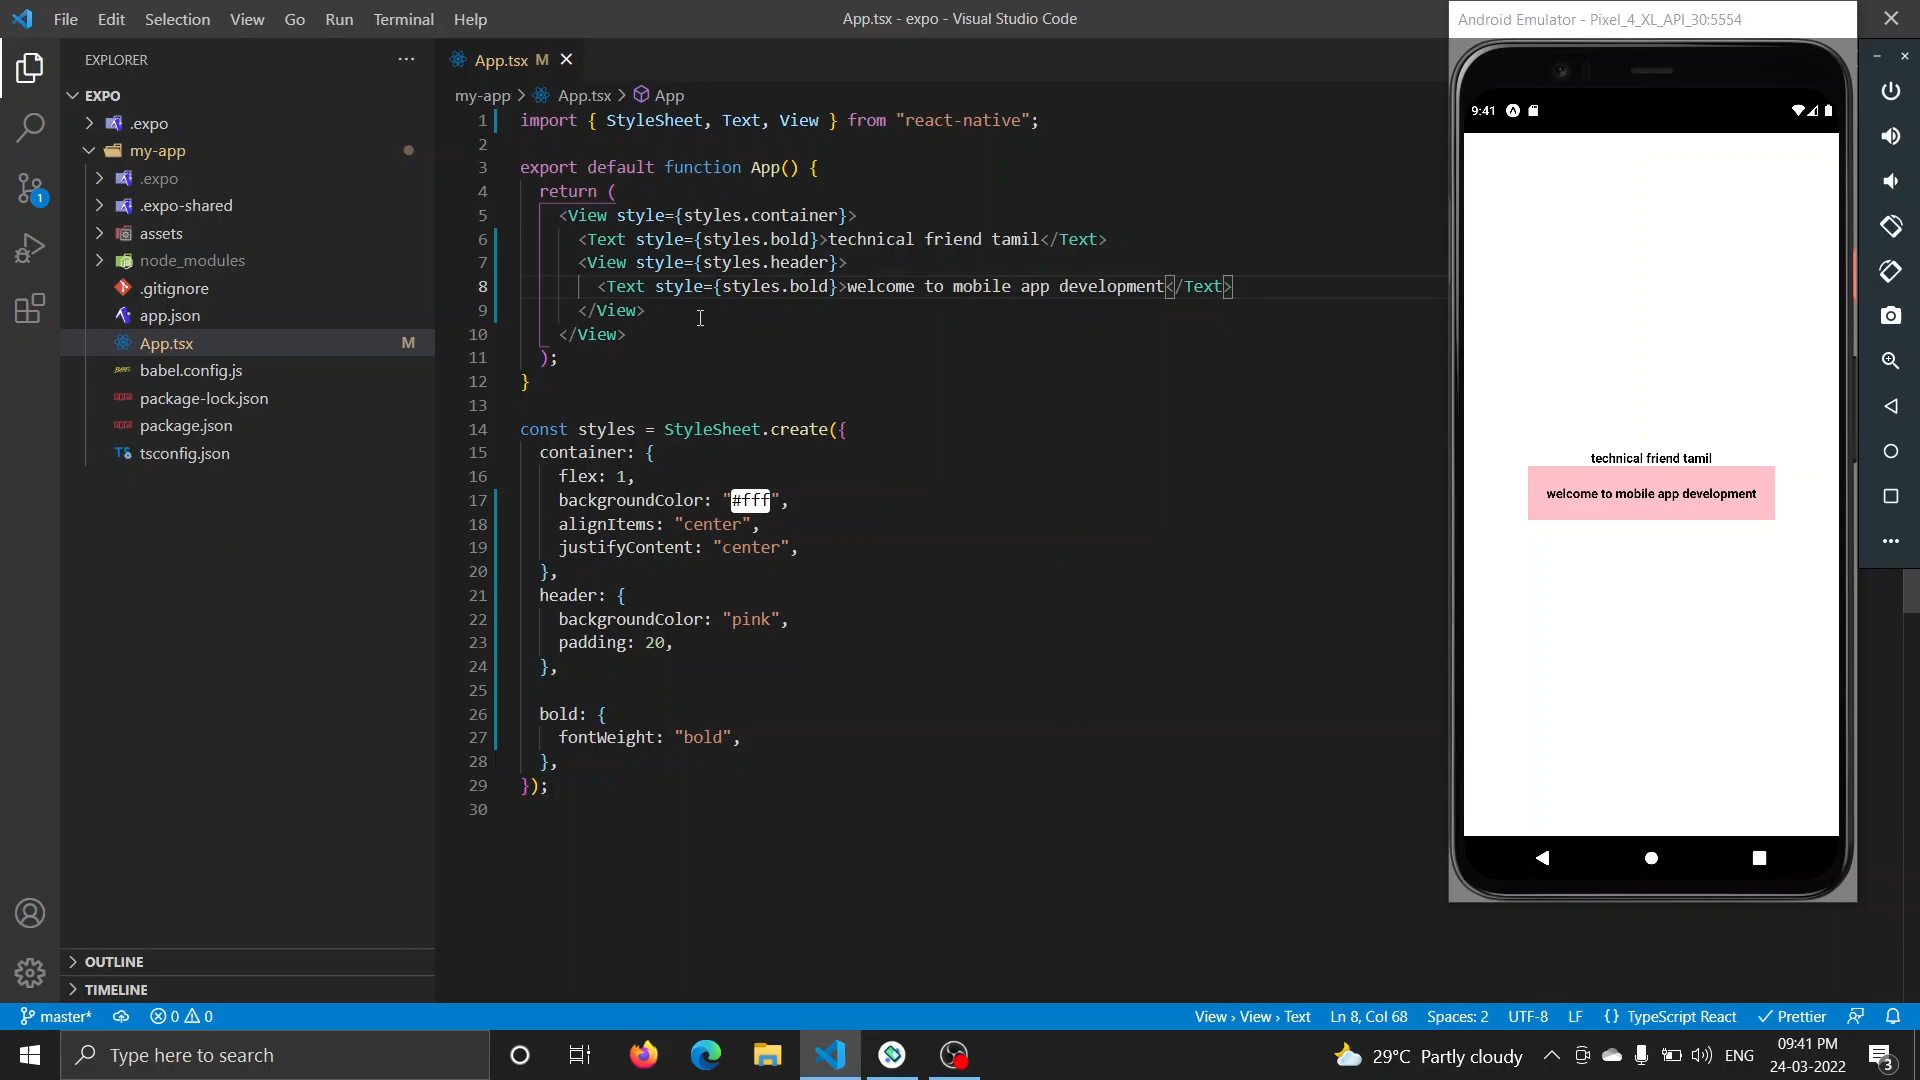 File Edit Selection View Go Run Terminal Help
App.tsx - expo - Visual Studio Code
Android Emulator - Pixel_4_XL_API_30:5554
EXPLORER
EXPO
.expo
my-app
.expo
.expo-shared
assets
node_modules
.gitignore
app.json
App.tsx M
babel.config.js
package-lock.json
package.json
tsconfig.json
OUTLINE
TIMELINE
App.tsx M
my-app > App.tsx > App
1 import { StyleSheet, Text, View } from "react-native";
2
3 export default function App() {
4 return (
5 <View style={styles.container}>
6 <Text style={styles.bold}>technical friend tamil</Text>
7 <View style={styles.header}>
8 <Text style={styles.bold}>welcome to mobile app development</Text>
9 </View>
10 </View>
11 );
12 }
13
14 const styles = StyleSheet.create({
15 container: {
16 flex: 1,
17 backgroundColor: "#fff",
18 alignItems: "center",
19 justifyContent: "center",
20 },
21 header: {
22 backgroundColor: "pink",
23 padding: 20,
24 },
25
26 bold: {
27 fontWeight: "bold",
28 },
29 });
30
9:41
technical friend tamil
welcome to mobile app development
1
master* 0 0
View › View › Text Ln 8, Col 68 Spaces: 2 UTF-8 LF {} TypeScript React Prettier
Type here to search
29°C Partly cloudy
ENG
09:41 PM
24-03-2022
3